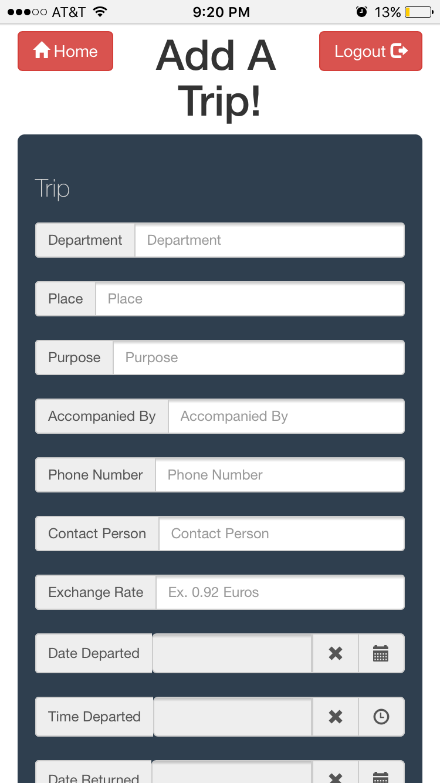 AT&T 9:20 PM 13%
Home
Add A
Trip!
Logout
Trip
Department Department
Place Place
Purpose Purpose
Accompanied By Accompanied By
Phone Number Phone Number
Contact Person Contact Person
Exchange Rate Ex. 0.92 Euros
Date Departed
Time Departed
Date Returned